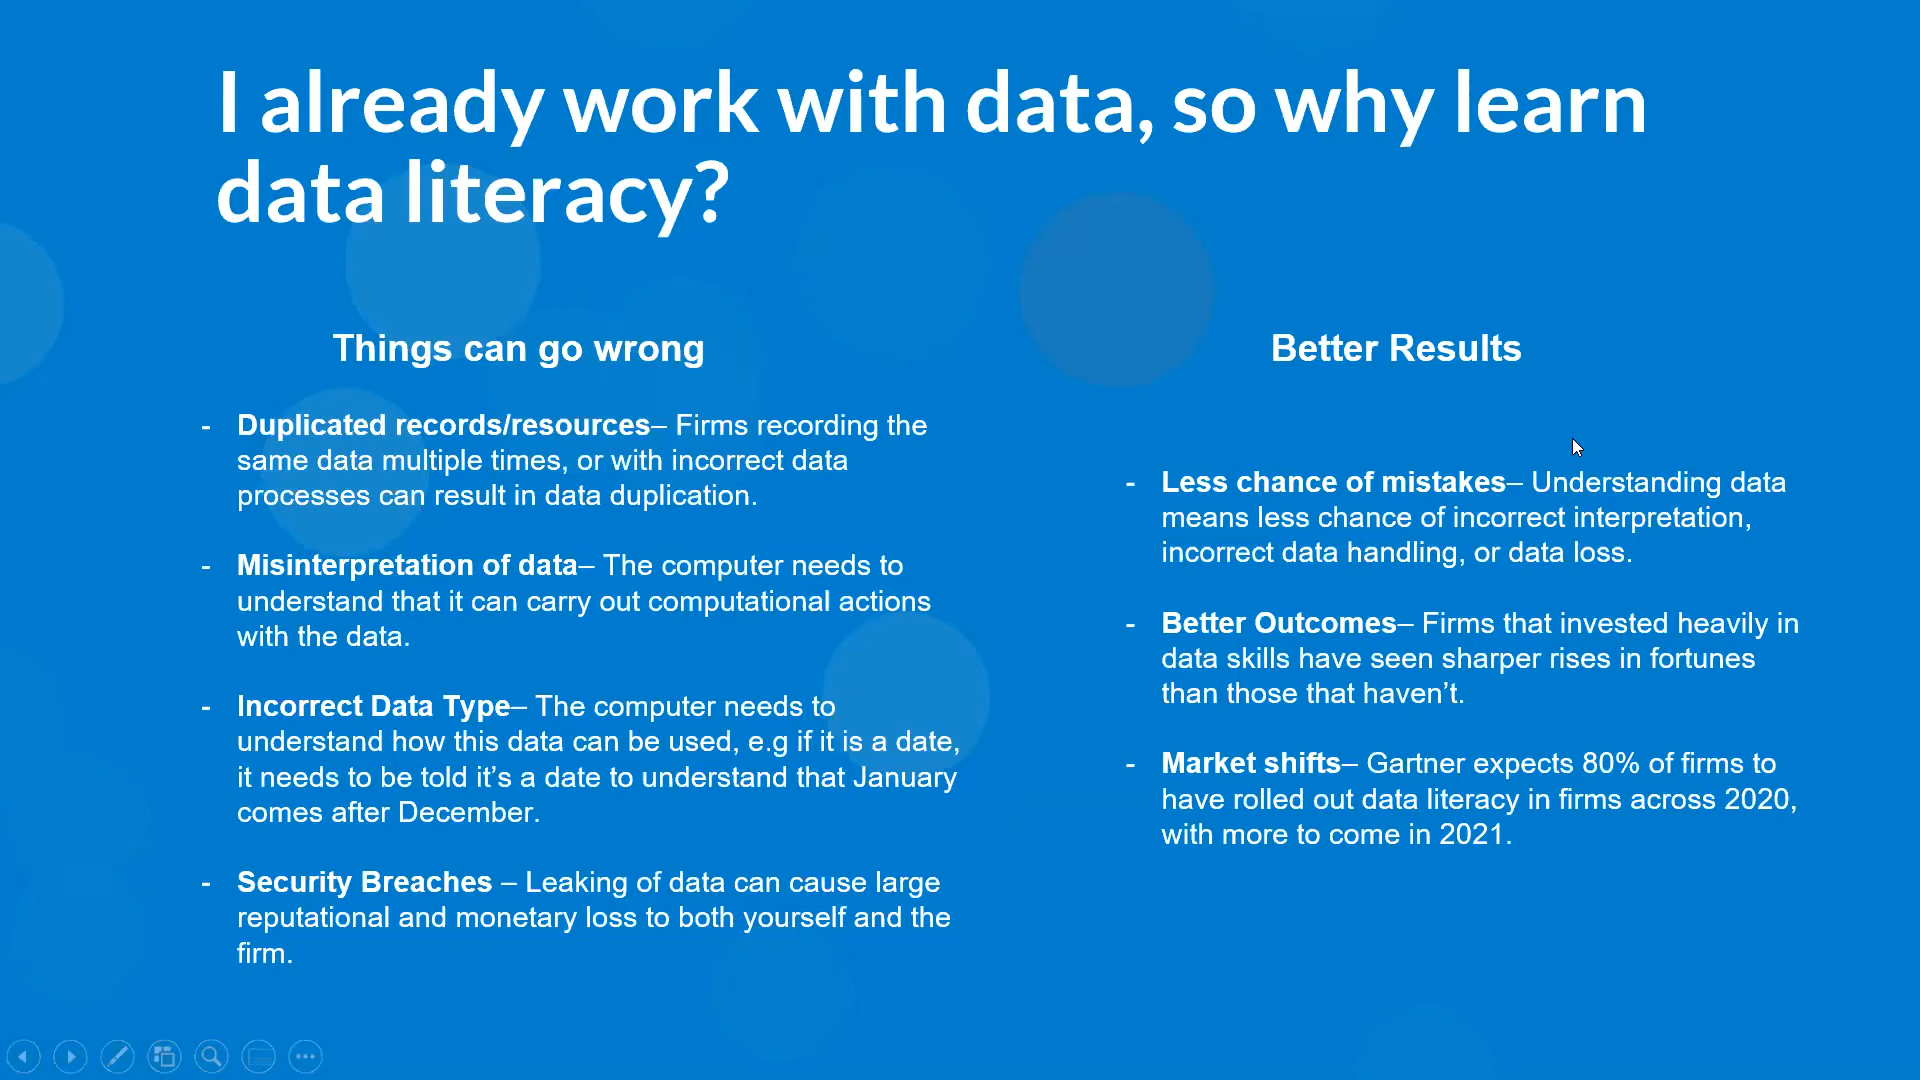 I already work with data, so why learn
data literacy?
Things can go wrong
- Duplicated records/resources– Firms recording the
same data multiple times, or with incorrect data
processes can result in data duplication.
- Misinterpretation of data– The computer needs to
understand that it can carry out computational actions
with the data.
- Incorrect Data Type– The computer needs to
understand how this data can be used, e.g if it is a date,
it needs to be told it’s a date to understand that January
comes after December.
- Security Breaches – Leaking of data can cause large
reputational and monetary loss to both yourself and the
firm.
Better Results
- Less chance of mistakes– Understanding data
means less chance of incorrect interpretation,
incorrect data handling, or data loss.
- Better Outcomes– Firms that invested heavily in
data skills have seen sharper rises in fortunes
than those that haven’t.
- Market shifts– Gartner expects 80% of firms to
have rolled out data literacy in firms across 2020,
with more to come in 2021.